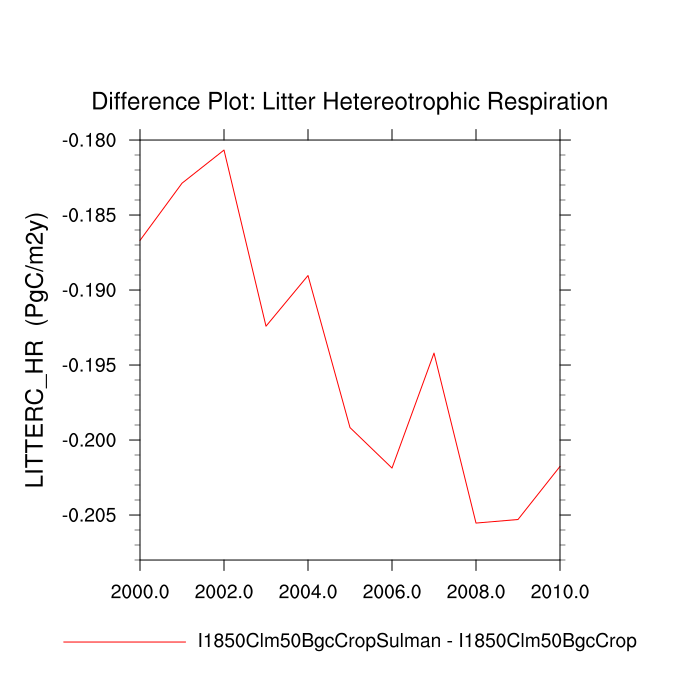 Difference Plot: Litter Hetereotrophic Respiration
-0.180
-0.185
-0.190
-0.195
-0.200
-0.205
LITTERC_HR (PgC/m2y)
2000.0 2002.0 2004.0 2006.0 2008.0 2010.0
I1850Clm50BgcCropSulman - I1850Clm50BgcCrop